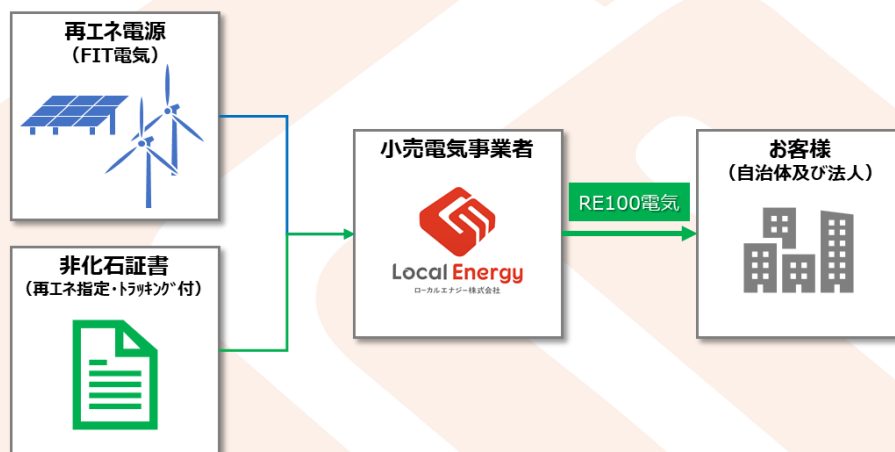 再エネ電源
（FIT電気）
非化石証書
（再エネ指定・ﾄﾗｯｷﾝｸﾞ付）
小売電気事業者
Local Energy
ローカルエナジー株式会社
RE100電気
お客様
（自治体及び法人）